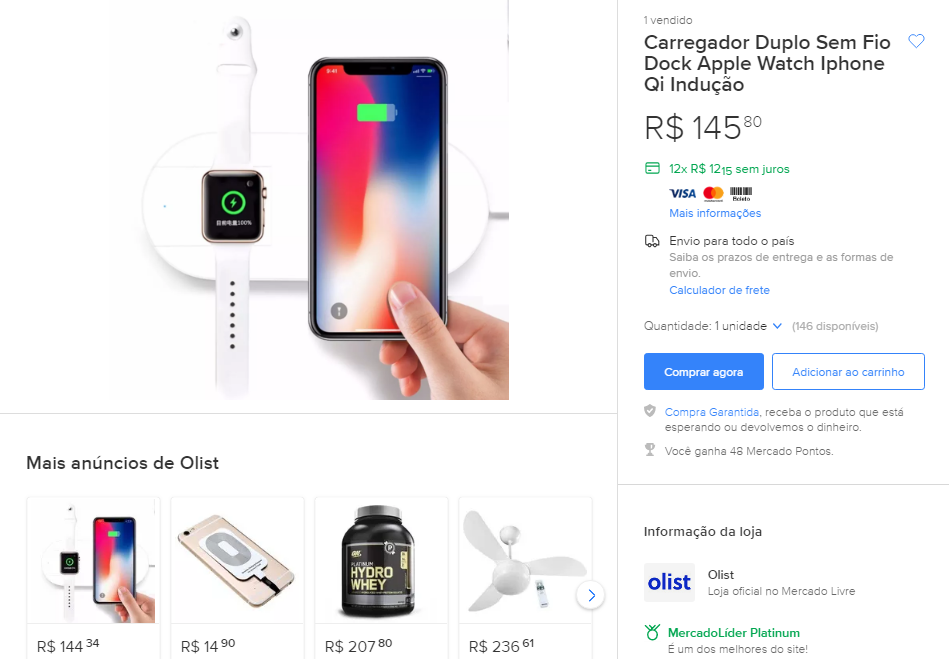 1 vendido
Carregador Duplo Sem Fio
Dock Apple Watch Iphone
Qi Indução
R$ 145 80
12x R$ 12 15 sem juros
VISA mastercard Boleto
Mais informações
Envio para todo o país
Saiba os prazos de entrega e as formas de
envio.
Calculador de frete
Quantidade: 1 unidade (146 disponíveis)
Comprar agora
Adicionar ao carrinho
Compra Garantida, receba o produto que está
esperando ou devolvemos o dinheiro.
Você ganha 48 Mercado Pontos.
9:41
目前电量100%
Mais anúncios de Olist
ON
PLATINUM
HYDRO
WHEY
R$ 144 34
R$ 14 90
R$ 207 80
R$ 236 61
Informação da loja
olist
Olist
Loja oficial no Mercado Livre
MercadoLíder Platinum
É um dos melhores do site!